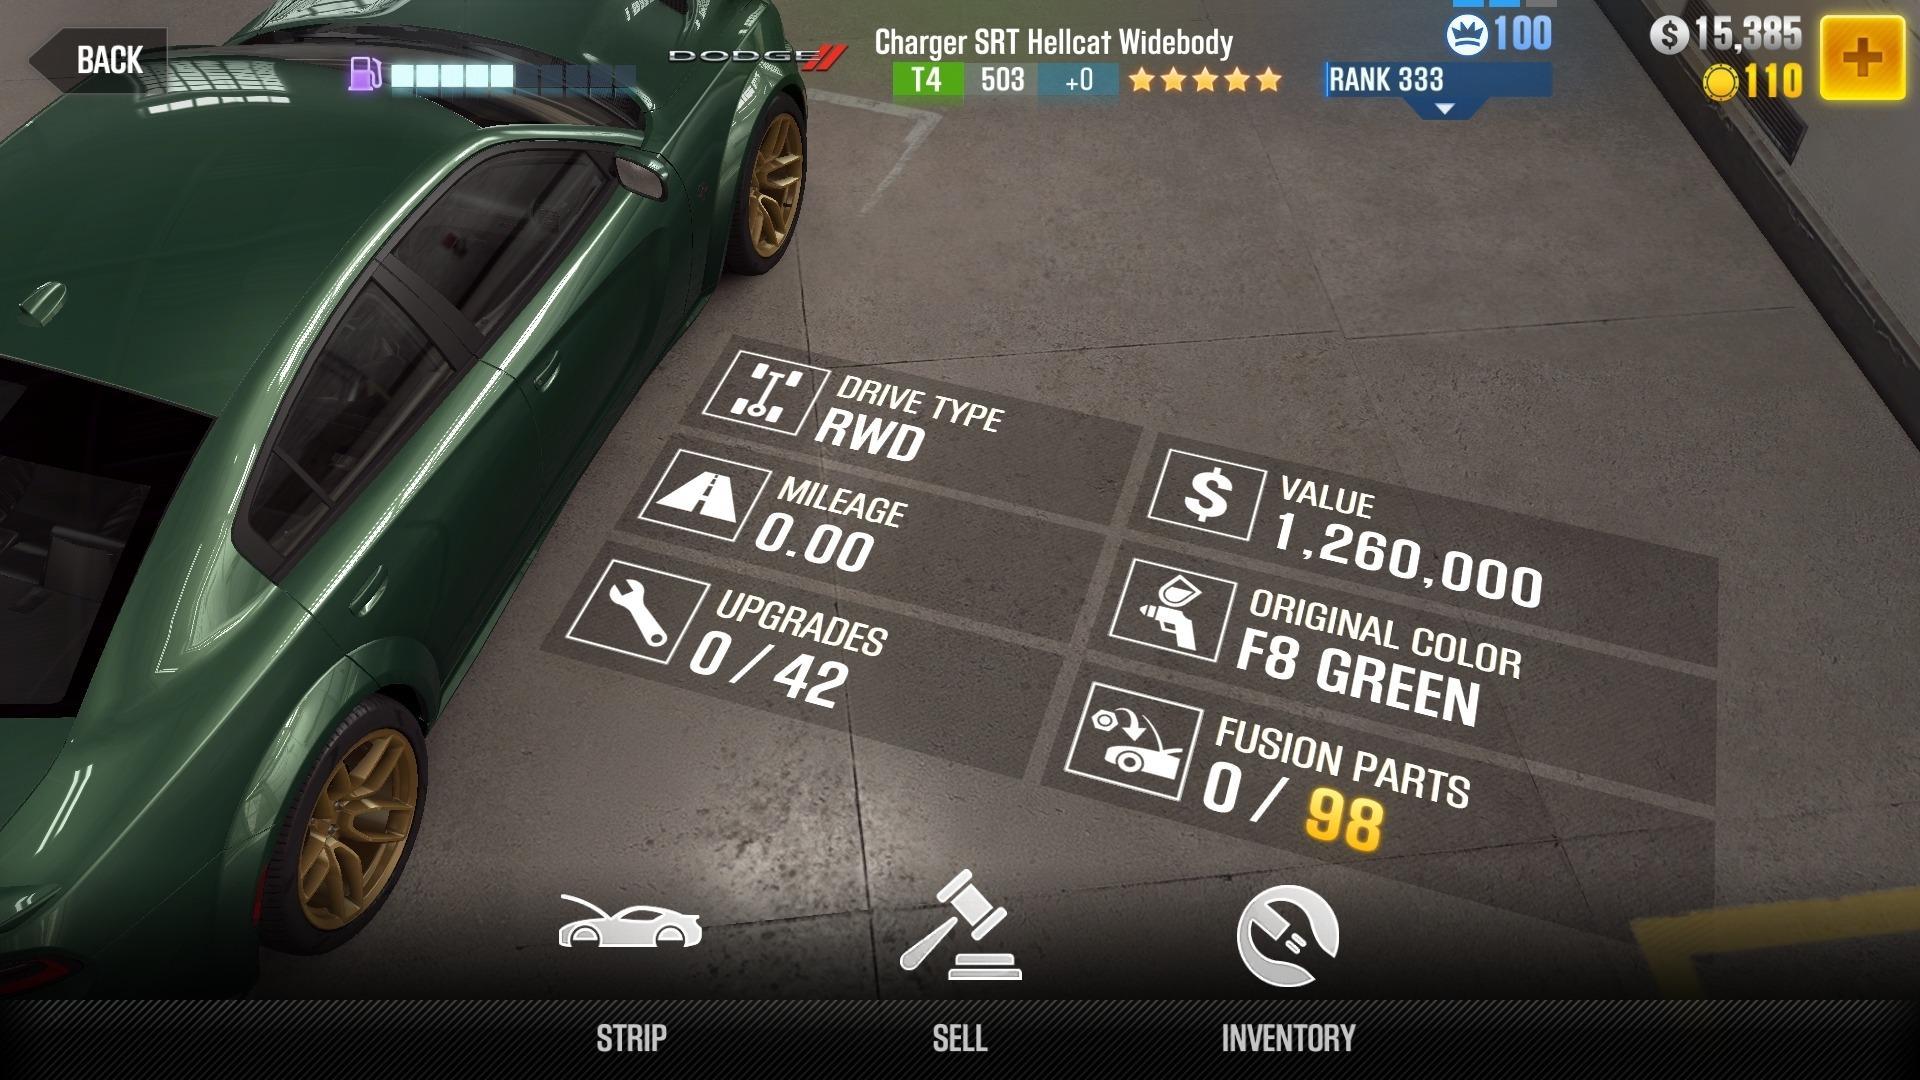 BACK
DODGE
Charger SRT Hellcat Widebody
T4 503 +0
RANK 333
100
15,385
110
DRIVE TYPE
RWD
MILEAGE
0.00
UPGRADES
0/42
VALUE
1,260,000
ORIGINAL COLOR
F8 GREEN
FUSION PARTS
0/ 98
STRIP
SELL
INVENTORY